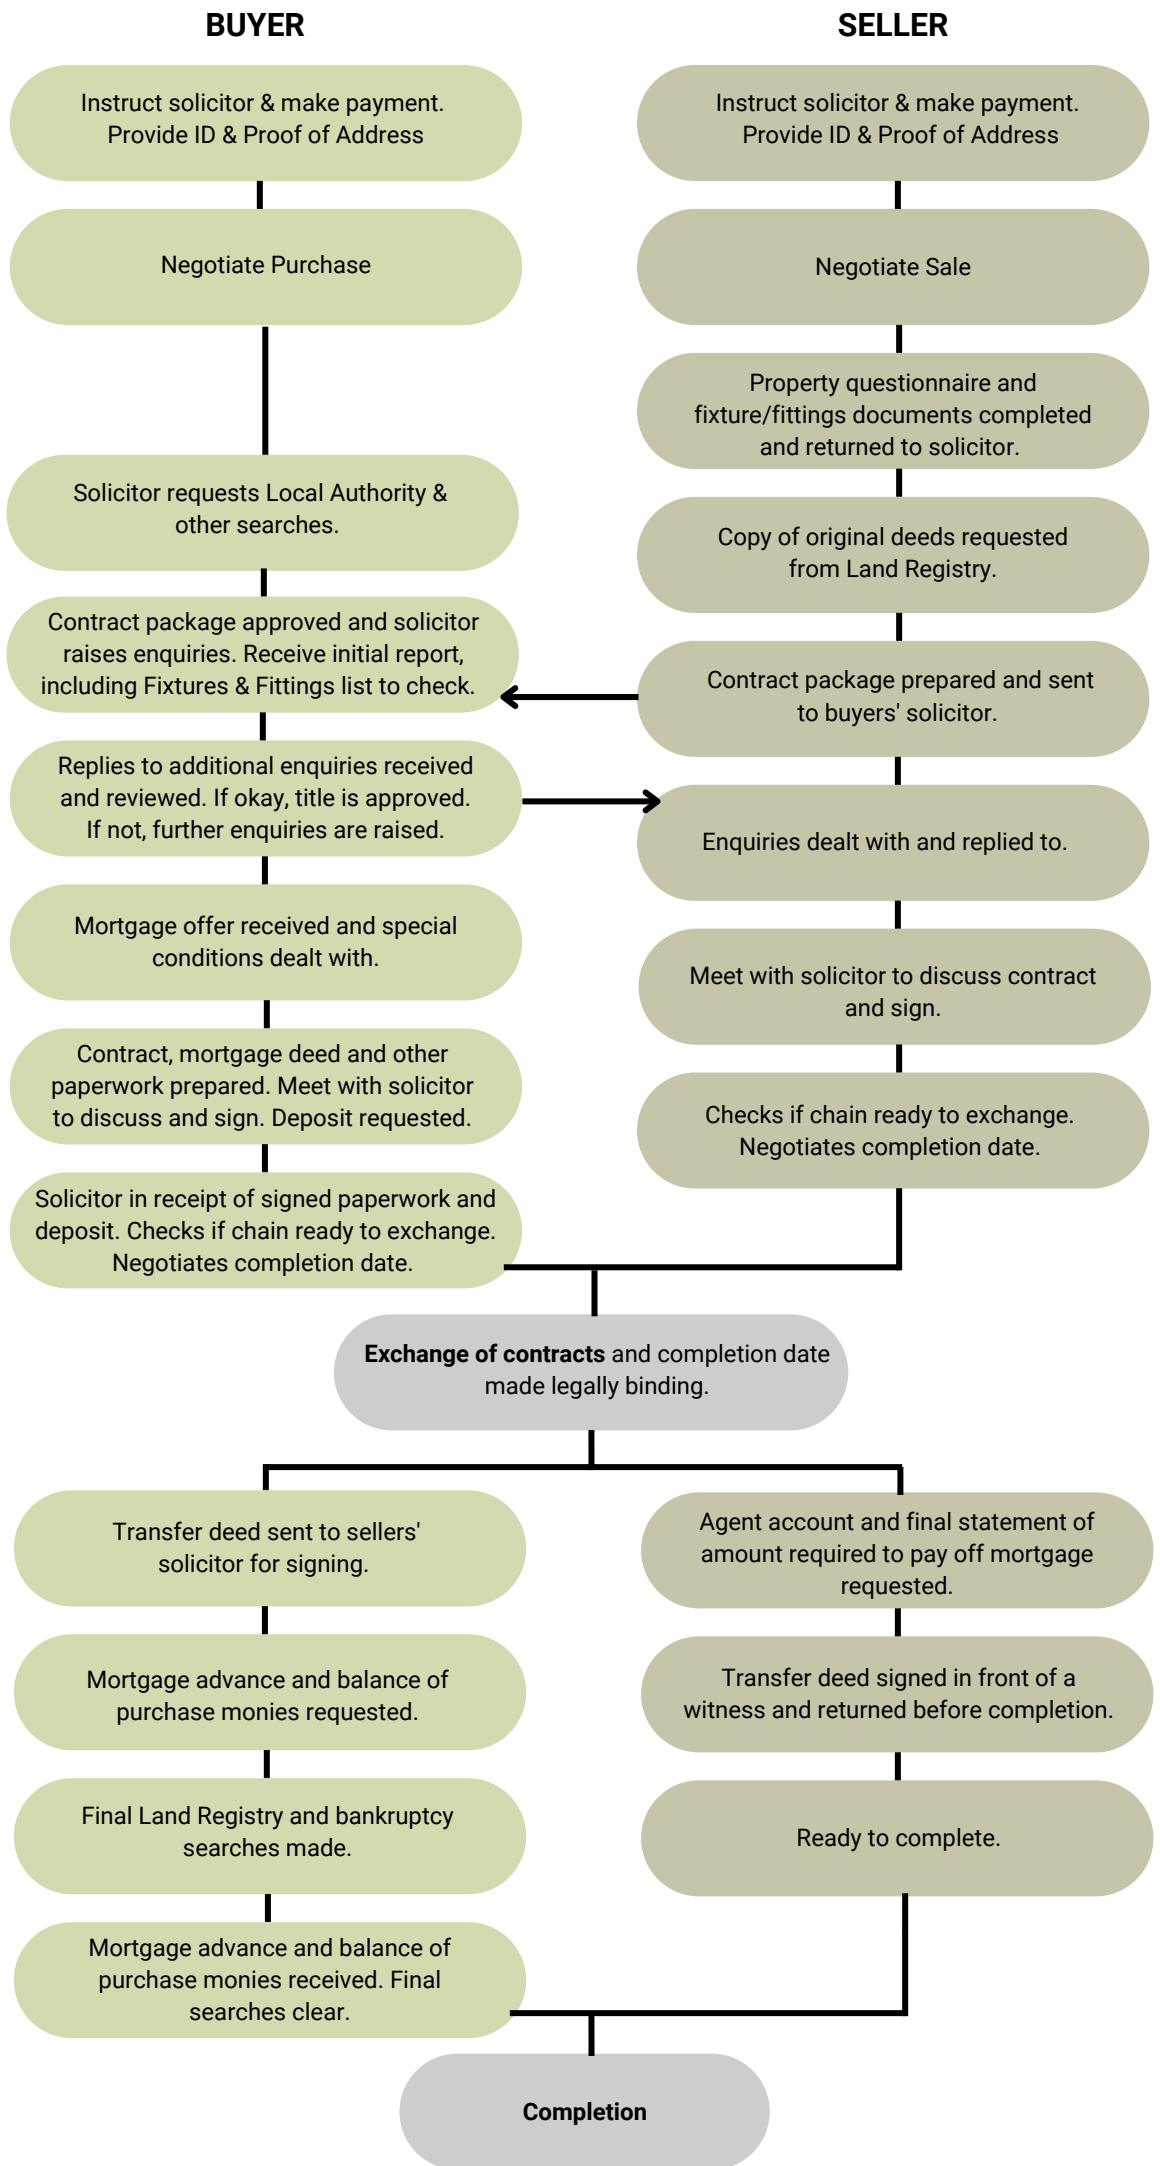 BUYER
SELLER
Instruct solicitor & make payment.
Provide ID & Proof of Address
Instruct solicitor & make payment.
Provide ID & Proof of Address
Negotiate Purchase
Negotiate Sale
Property questionnaire and
fixture/fittings documents completed
and returned to solicitor.
Solicitor requests Local Authority &
other searches.
Copy of original deeds requested
from Land Registry.
Contract package approved and solicitor
raises enquiries. Receive initial report,
including Fixtures & Fittings list to check.
Contract package prepared and sent
to buyers' solicitor.
Replies to additional enquiries received
and reviewed. If okay, title is approved.
If not, further enquiries are raised.
Enquiries dealt with and replied to.
Mortgage offer received and special
conditions dealt with.
Meet with solicitor to discuss contract
and sign.
Contract, mortgage deed and other
paperwork prepared. Meet with solicitor
to discuss and sign. Deposit requested.
Checks if chain ready to exchange.
Negotiates completion date.
Solicitor in receipt of signed paperwork and
deposit. Checks if chain ready to exchange.
Negotiates completion date.
Exchange of contracts and completion date
made legally binding.
Transfer deed sent to sellers'
solicitor for signing.
Agent account and final statement of
amount required to pay off mortgage
requested.
Mortgage advance and balance of
purchase monies requested.
Transfer deed signed in front of a
witness and returned before completion.
Final Land Registry and bankruptcy
searches made.
Ready to complete.
Mortgage advance and balance of
purchase monies received. Final
searches clear.
Completion